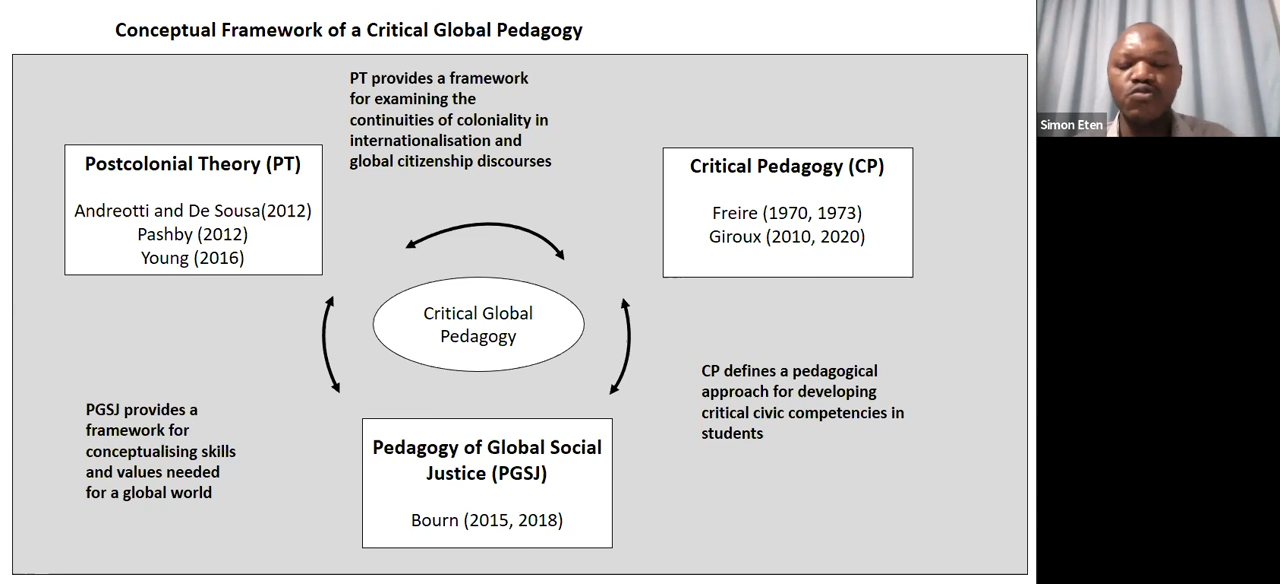 Conceptual Framework of a Critical Global Pedagogy
PT provides a framework
for examining the
continuities of coloniality in
internationalisation and
global citizenship discourses
Postcolonial Theory (PT)
Andreotti and De Sousa(2012)
Pashby (2012)
Young (2016)
Critical Pedagogy (CP)
Freire (1970, 1973)
Giroux (2010, 2020)
Critical Global
Pedagogy
CP defines a pedagogical
approach for developing
critical civic competencies in
students
PGSJ provides a
framework for
conceptualising skills
and values needed
for a global world
Pedagogy of Global Social
Justice (PGSJ)
Bourn (2015, 2018)
Simon Eten